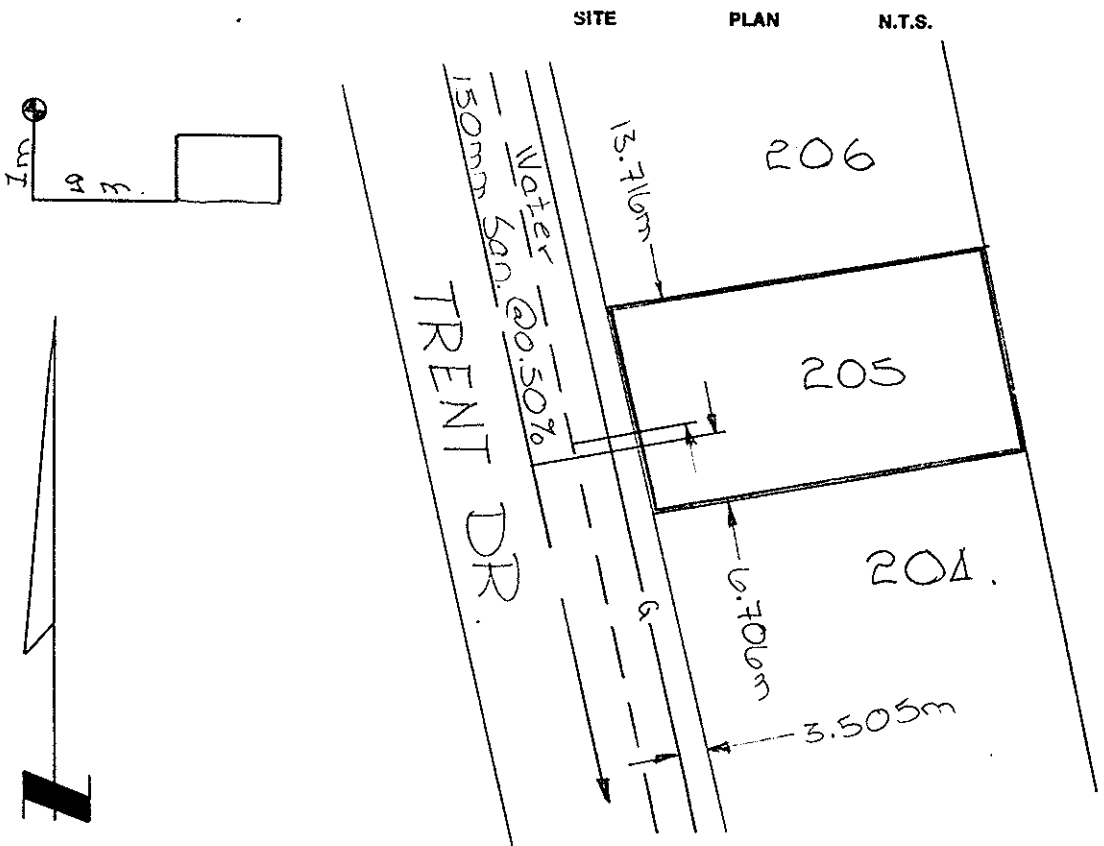 SITE PLAN N.T.S.
206
13.716m
Water
150mm San. @0.50%
TRENT DR.
205
204.
6.706m
G
3.505m
1m